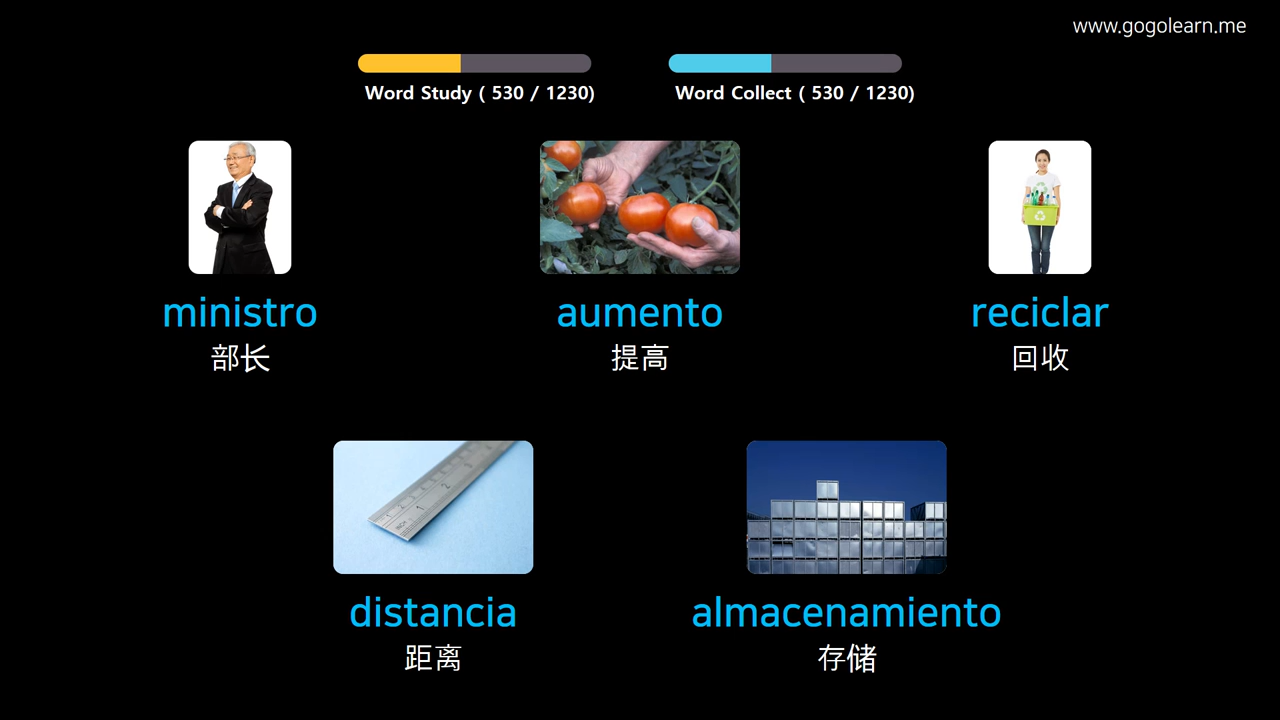 www.gogolearn.me
Word Study ( 530 / 1230)
Word Collect ( 530 / 1230)
ministro
部长
aumento
提高
reciclar
回收
distancia
距离
almacenamiento
存储